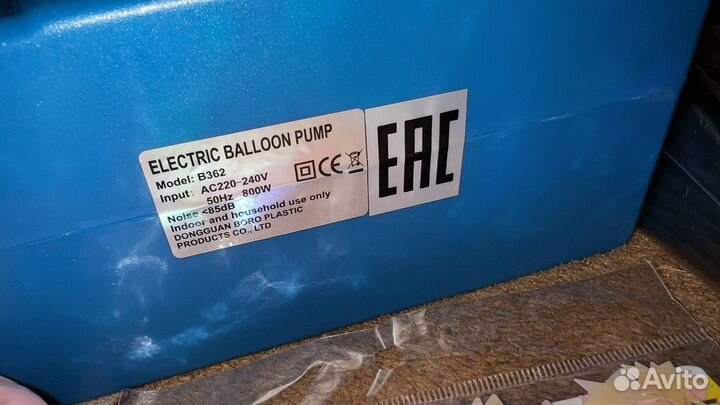 ELECTRIC BALLOON PUMP
Model: B362
Input: AC220-240V
50Hz 800W
Noise <85dB
Indoor and household use only
DONGGUAN BORO PLASTIC
PRODUCTS CO., LTD
CE
EAC
Avito